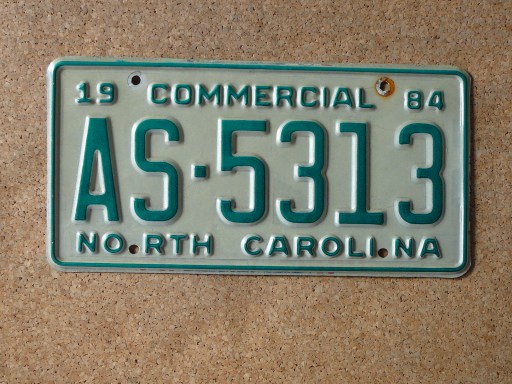 19 COMMERCIAL 84
AS·5313
NORTH CAROLINA